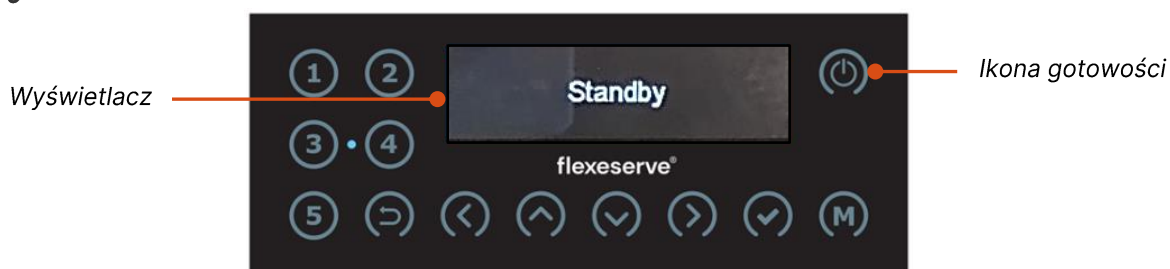 1 2
Standby
Ikona gotowości
Wyświetlacz
3 4
flexeserve®
5 M